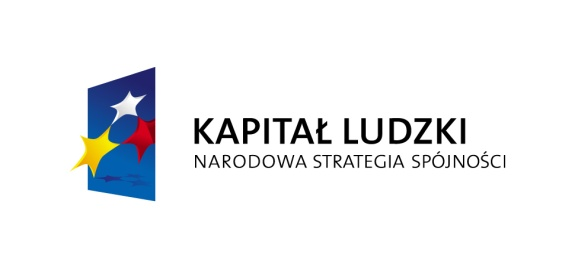 KAPITAŁ LUDZKI
NARODOWA STRATEGIA SPÓJNOŚCI